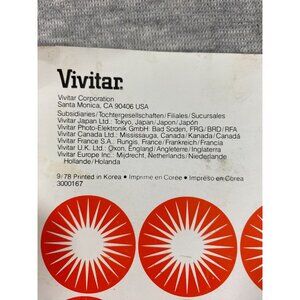 Vivitar.
Vivitar Corporation
Santa Monica, CA 90406 USA
Subsidiaries/Tochtergesellschaften/Filiales/Sucursales
Vivitar Japan Ltd.: Tokyo, Japan/Japon/Japón
Vivitar Photo-Elektronik GmbH: Bad Soden, FRG/BRD/RFA
Vivitar Canada Ltd.: Mississauga, Canada/Kanada/Canadá
Vivitar France S.A.: Rungis, France/Frankreich/Francia
Vivitar U.K. Ltd.: Oxon, England/Angleterre/Inglaterra
Vivitar Europe Inc.: Mijdrecht, Netherlands/Niederlande
Hollande/Holanda
9/78 Printed in Korea • Imprimé en Corée • Impreso en Corea
3000167